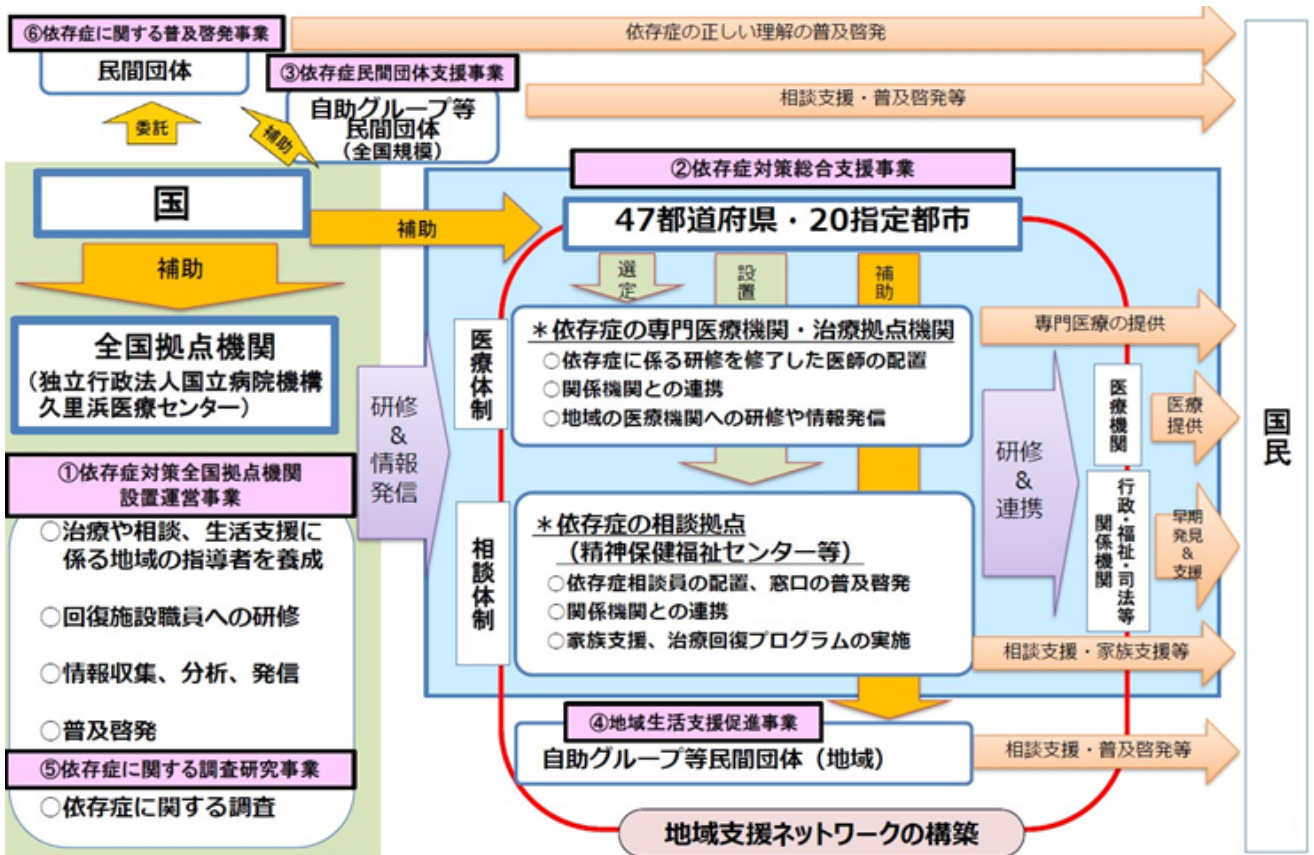 ⑥依存症に関する普及啓発事業
民間団体
依存症の正しい理解の普及啓発
③依存症民間団体支援事業
自助グループ等
民間団体
（全国規模）
相談支援・普及啓発等
委託
補助
国
補助
補助
②依存症対策総合支援事業
47都道府県・20指定都市
選定
設置
補助
全国拠点機関
（独立行政法人国立病院機構
久里浜医療センター）
①依存症対策全国拠点機関
設置運営事業
○治療や相談、生活支援に
係る地域の指導者を養成
○回復施設職員への研修
○情報収集、分析、発信
○普及啓発
⑤依存症に関する調査研究事業
○依存症に関する調査
研修
&
情報
発信
医療体制
＊依存症の専門医療機関・治療拠点機関
○依存症に係る研修を修了した医師の配置
○関係機関との連携
○地域の医療機関への研修や情報発信
専門医療の提供
相談体制
＊依存症の相談拠点
（精神保健福祉センター等）
○依存症相談員の配置、窓口の普及啓発
○関係機関との連携
○家族支援、治療回復プログラムの実施
研修
&
連携
医療機関
医療
提供
行政・福祉・司法等
関係機関
早期
発見
&
支援
相談支援・家族支援等
④地域生活支援促進事業
自助グループ等民間団体（地域）
相談支援・普及啓発等
地域支援ネットワークの構築
国民